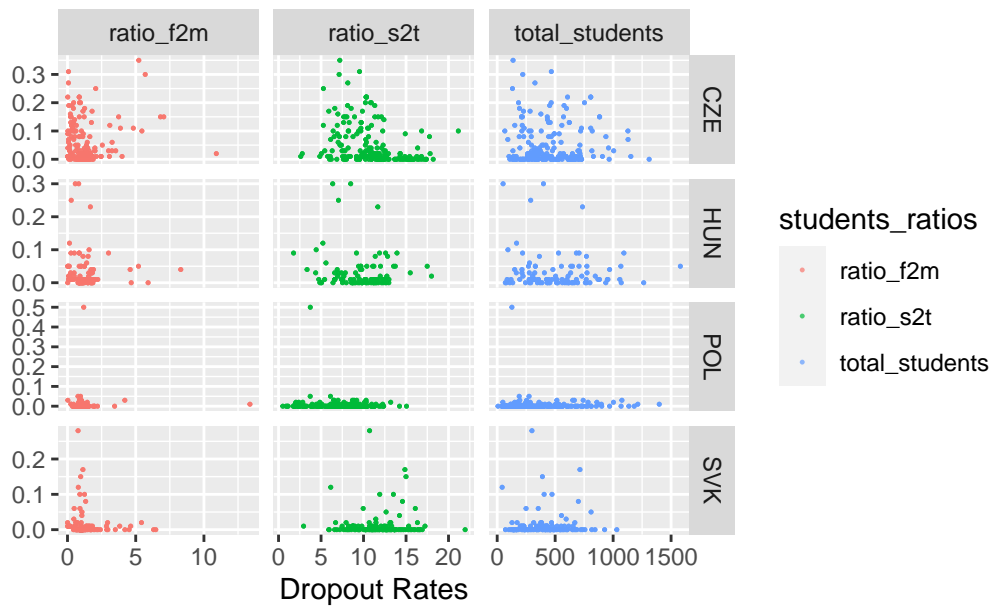 ratio_f2m ratio_s2t total_students
0.3
0.2
0.1
0.0
CZE
0.3
0.2
0.1
0.0
HUN
0.5
0.4
0.3
0.2
0.1
0.0
POL
0.2
0.1
0.0
SVK
0 5 10 0 5 10 15 20 0 500 1000 1500
Dropout Rates
students_ratios
ratio_f2m
ratio_s2t
total_students